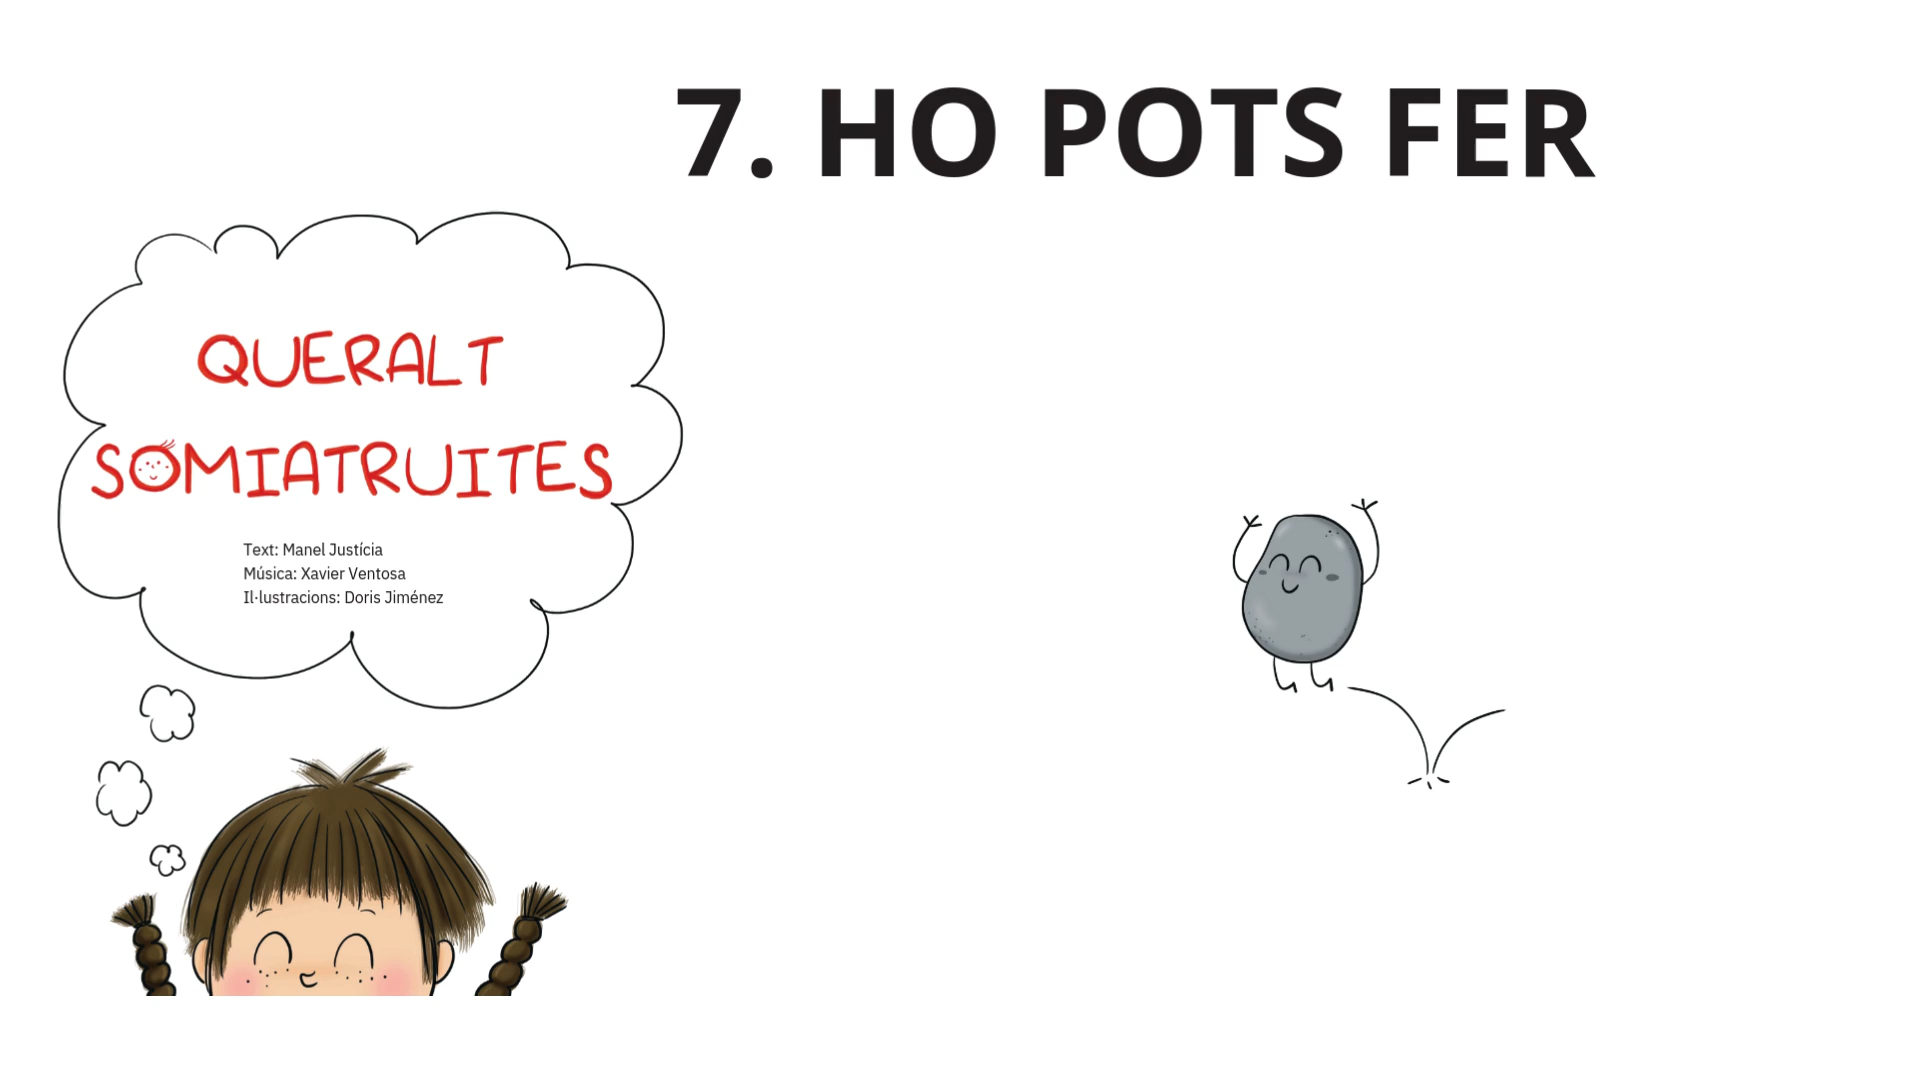 7. HO POTS FER
QUERALT
SOMIATRUITES
Text: Manel Justícia
Música: Xavier Ventosa
Il·lustracions: Doris Jiménez